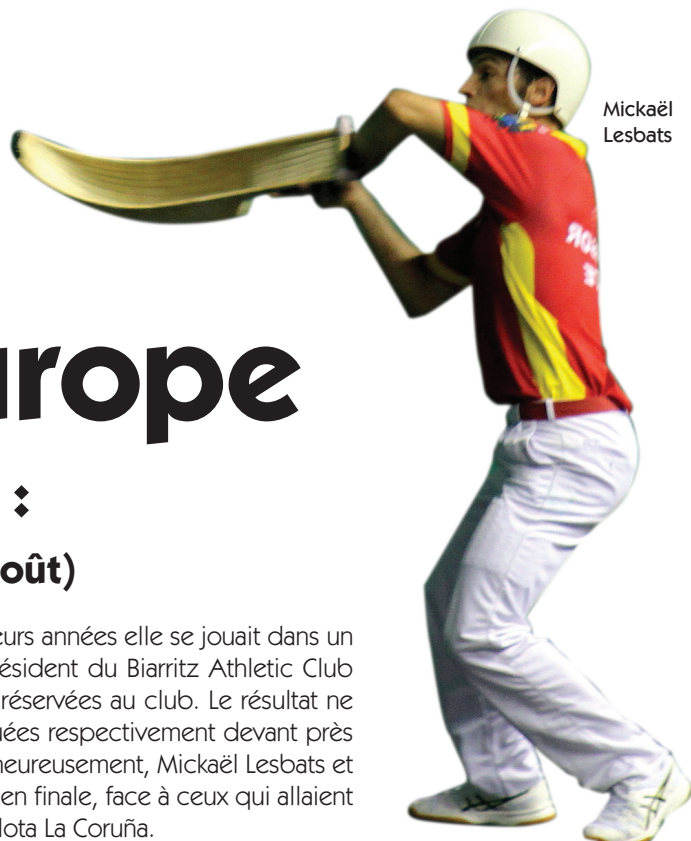 Mickaël
Lesbats
urope
:
oût)
eurs années elle se jouait dans un
résident du Biarritz Athletic Club
réservées au club. Le résultat ne
uées respectivement devant près
heureusement, Mickaël Lesbats et
en finale, face à ceux qui allaient
lota La Coruña.